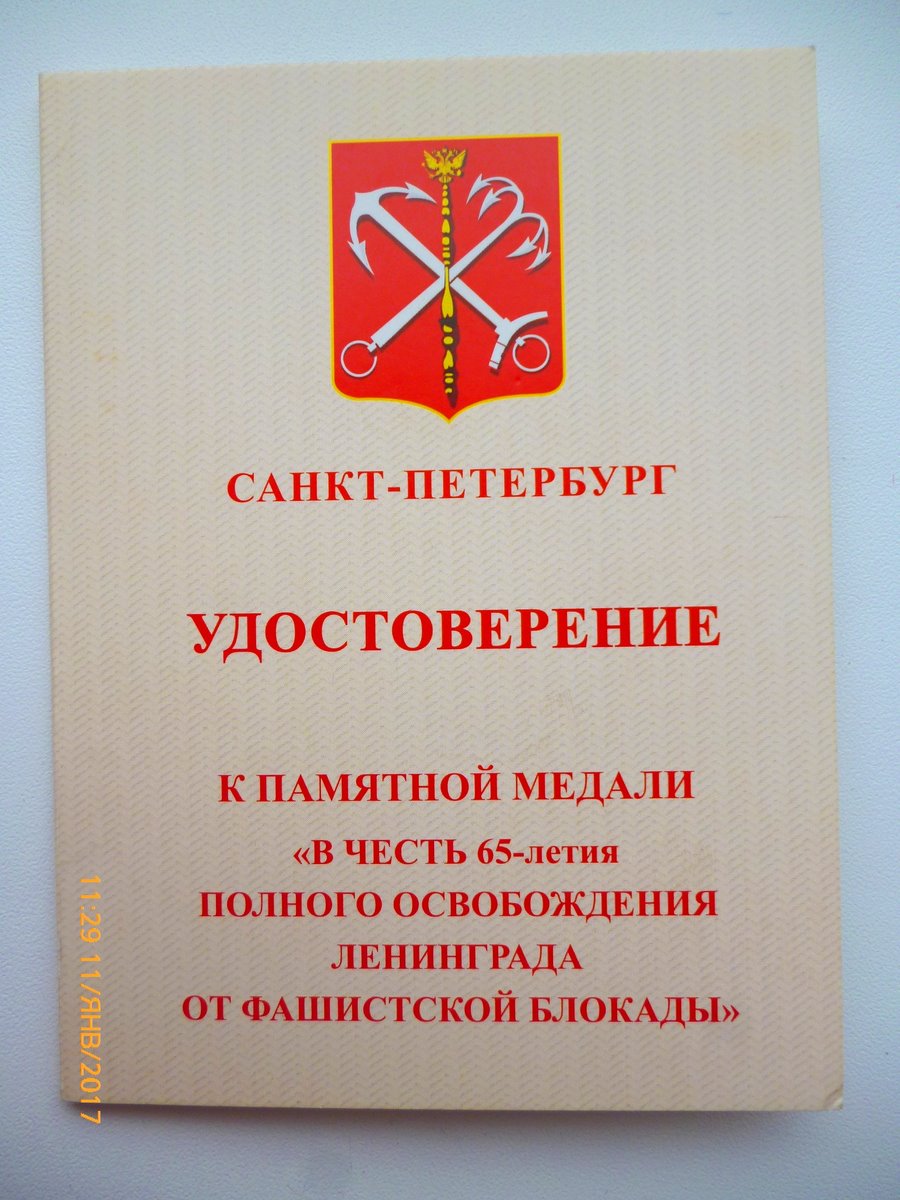 САНКТ-ПЕТЕРБУРГ
УДОСТОВЕРЕНИЕ
К ПАМЯТНОЙ МЕДАЛИ
«В ЧЕСТЬ 65-летия
ПОЛНОГО ОСВОБОЖДЕНИЯ
ЛЕНИНГРАДА
ОТ ФАШИСТСКОЙ БЛОКАДЫ»
11:29 11/ЯНВ/2017